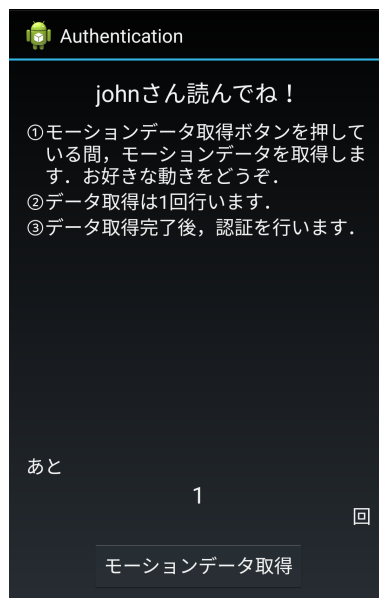 Authentication
johnさん読んでね！
①モーションデータ取得ボタンを押して
いる間，モーションデータを取得しま
す．お好きな動きをどうぞ．
②データ取得は1回行います．
③データ取得完了後，認証を行います．
あと
1
回
モーションデータ取得